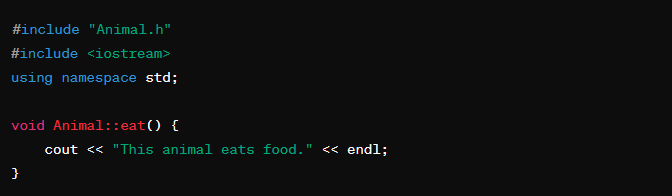 #include "Animal.h"
#include <iostream>
using namespace std;
void Animal::eat() {
    cout << "This animal eats food." << endl;
}